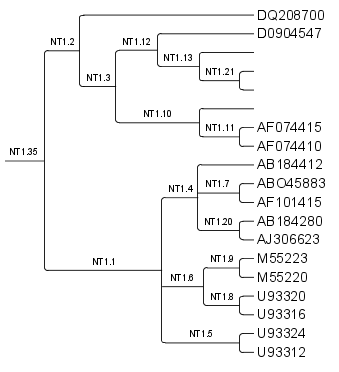 DQ208700
NT1.2
D0904547
NT1.12
NT1.13
NT1.21
NT1.3
NT1.10
NT1.11
AF074415
AF074410
NT1.35
AB184412
NT1.4
NT1.7
ABO45883
AF101415
NT1.20
AB184280
AJ306623
NT1.1
NT1.9
M55223
M55220
NT1.6
NT1.8
U93320
U93316
NT1.5
U93324
U93312